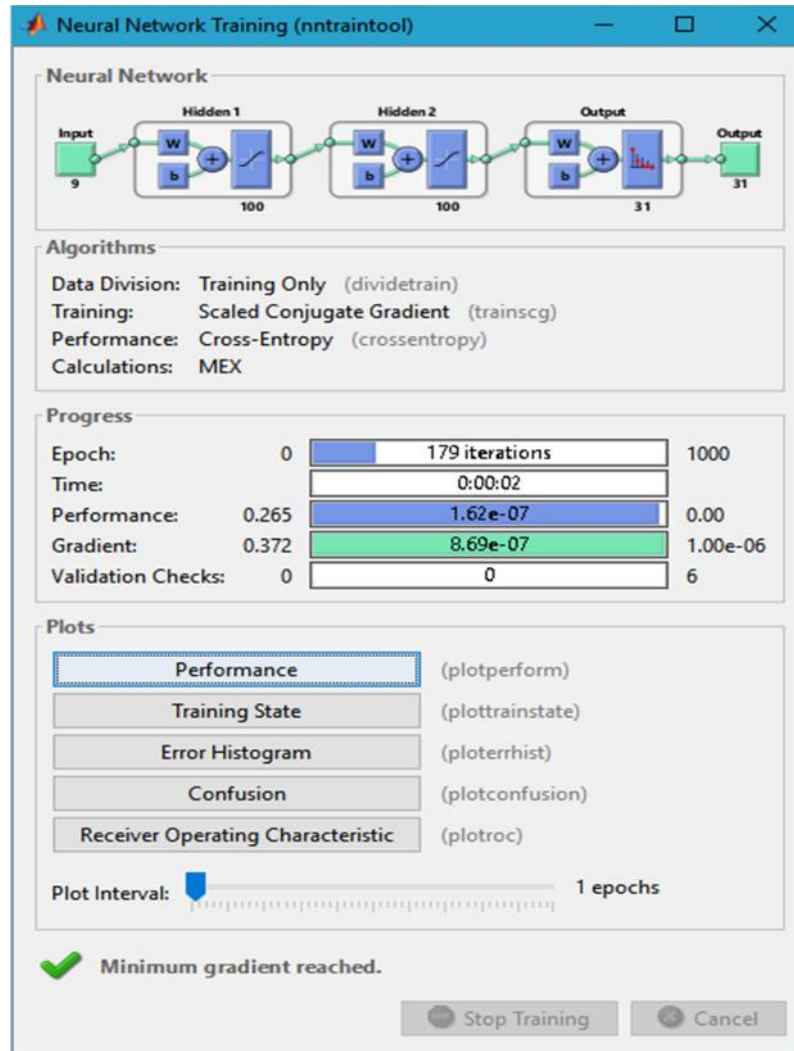 Neural Network Training (nntraintool)
Neural Network
Hidden 1 Hidden 2 Output
Input Output
W W W
b b b
9 31
100 100 31
Algorithms
Data Division: Training Only (dividetrain)
Training: Scaled Conjugate Gradient (trainscg)
Performance: Cross-Entropy (crossentropy)
Calculations: MEX
Progress
Epoch: 0 179 iterations 1000
Time: 0:00:02
Performance: 0.265 1.62e-07 0.00
Gradient: 0.372 8.69e-07 1.00e-06
Validation Checks: 0 0 6
Plots
Performance (plotperform)
Training State (plottrainstate)
Error Histogram (ploterrhist)
Confusion (plotconfusion)
Receiver Operating Characteristic (plotroc)
Plot Interval: 1 epochs
Minimum gradient reached.
Stop Training Cancel